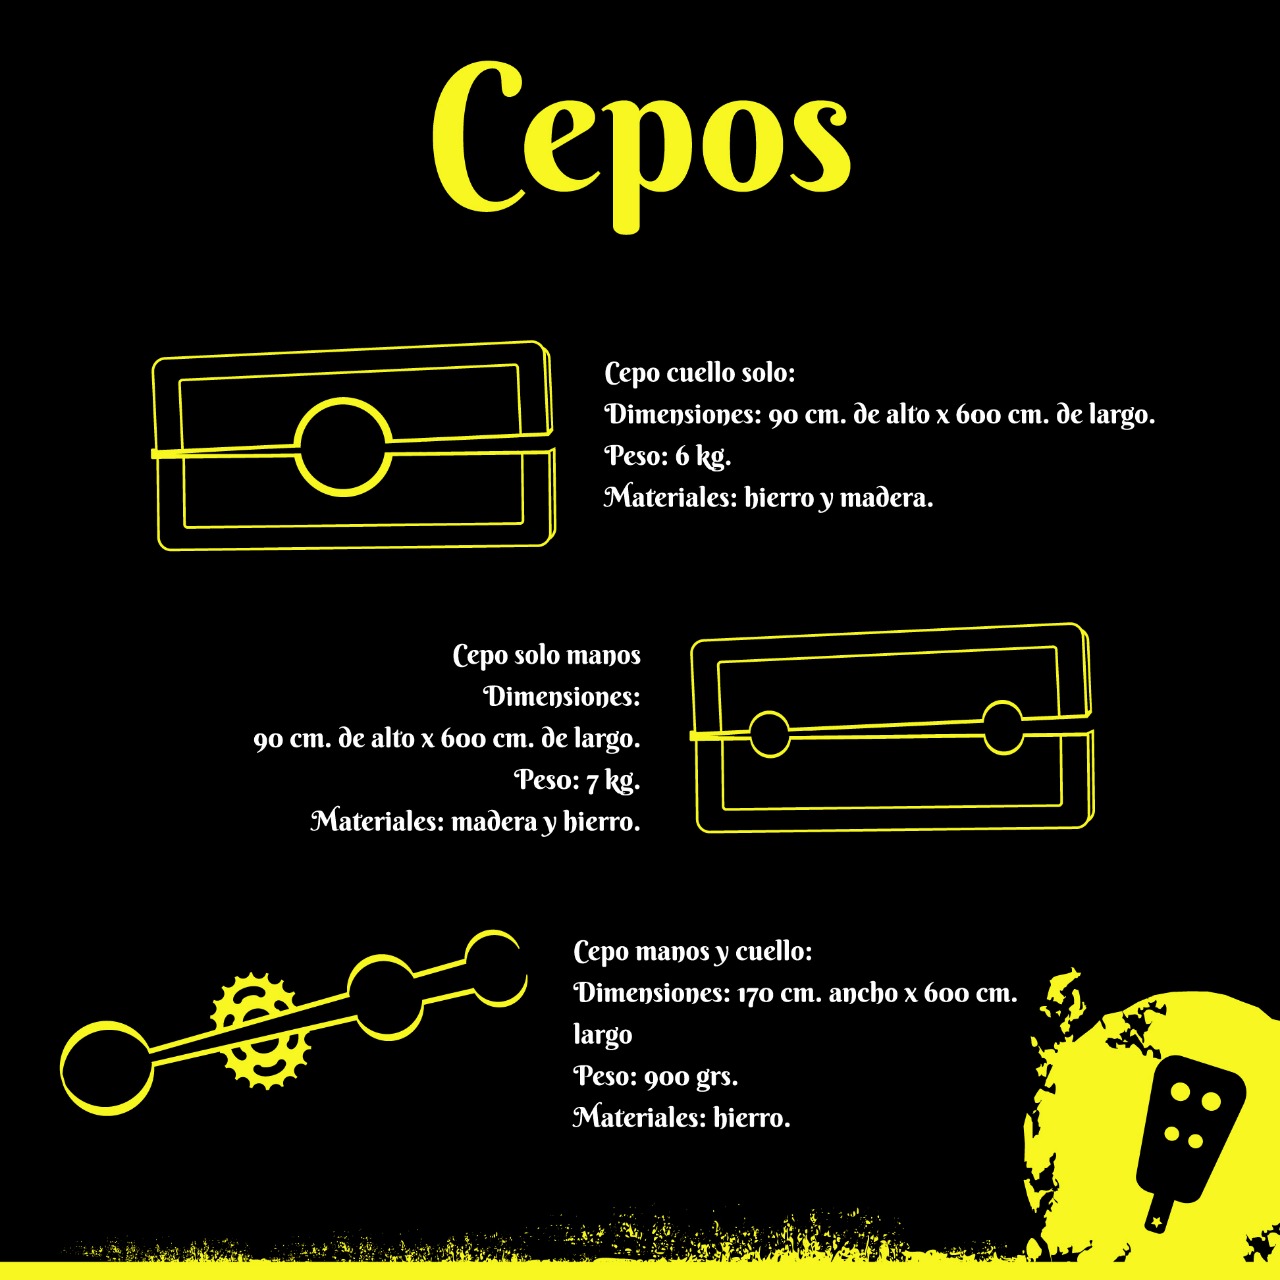 Cepos
Cepo cuello solo:
Dimensiones: 90 cm. de alto x 600 cm. de largo.
Peso: 6 kg.
Materiales: hierro y madera.
Cepo solo manos
Dimensiones:
90 cm. de alto x 600 cm. de largo.
Peso: 7 kg.
Materiales: madera y hierro.
Cepo manos y cuello:
Dimensiones: 170 cm. ancho x 600 cm.
largo
Peso: 900 grs.
Materiales: hierro.